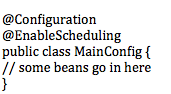 @Configuration
@EnableScheduling
public class MainConfig {
// some beans go in here
}